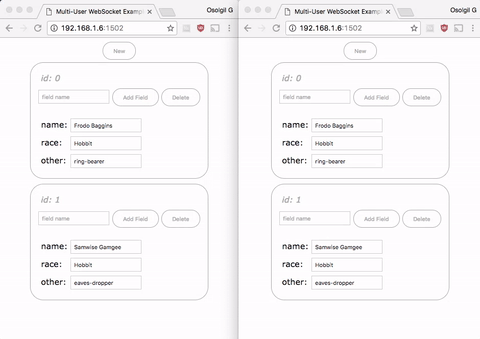 Multi-User WebSocket Exampl
Osogil G
192.168.1.6:1502
New
id: 0
field name
Add Field
Delete
name: Frodo Baggins
race: Hobbit
other: ring-bearer
id: 1
field name
Add Field
Delete
name: Samwise Gamgee
race: Hobbit
other: eaves-dropper
Multi-User WebSocket Exampl
Osogil G
192.168.1.6:1502
New
id: 0
field name
Add Field
Delete
name: Frodo Baggins
race: Hobbit
other: ring-bearer
id: 1
field name
Add Field
Delete
name: Samwise Gamgee
race: Hobbit
other: eaves-dropper